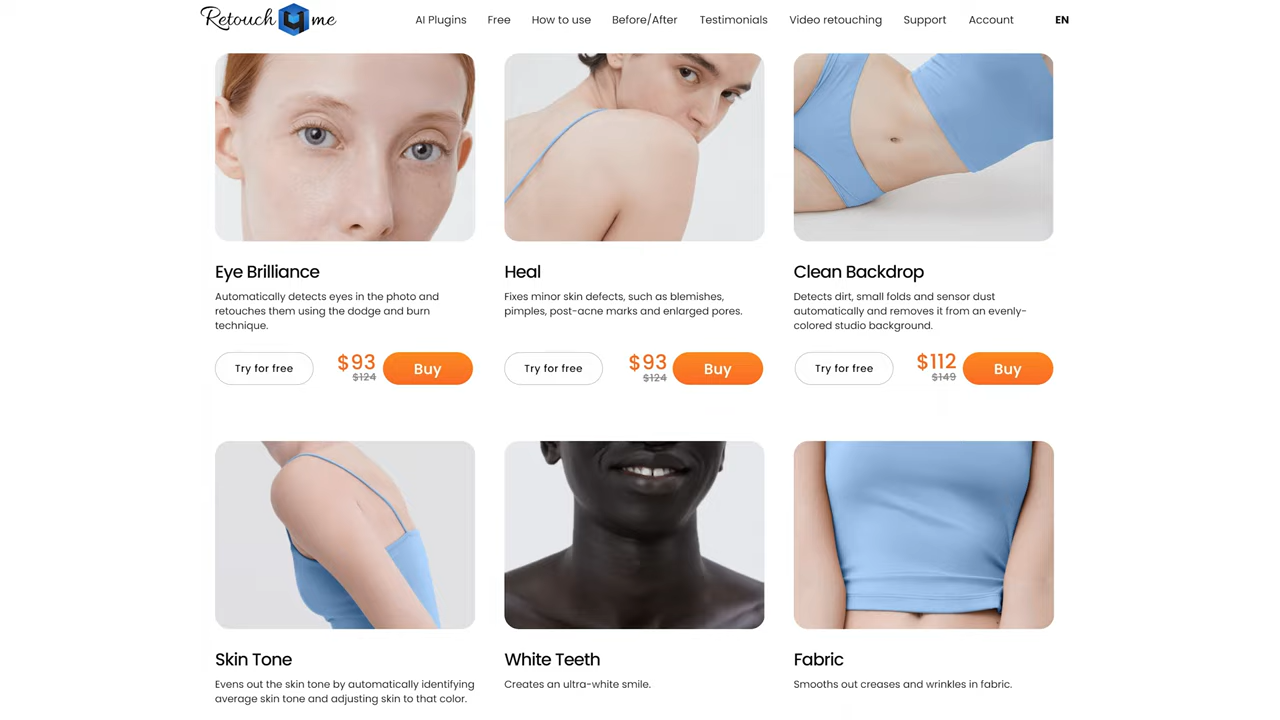 Retouch 4 me
AI Plugins Free How to use Before/After Testimonials Video retouching Support Account EN
Eye Brilliance
Automatically detects eyes in the photo and
retouches them using the dodge and burn
technique.
Try for free $93 $124 Buy
Heal
Fixes minor skin defects, such as blemishes,
pimples, post-acne marks and enlarged pores.
Try for free $93 $124 Buy
Clean Backdrop
Detects dirt, small folds and sensor dust
automatically and removes it from an evenly-
colored studio background.
Try for free $112 $149 Buy
Skin Tone
Evens out the skin tone by automatically identifying
average skin tone and adjusting skin to that color.
White Teeth
Creates an ultra-white smile.
Fabric
Smooths out creases and wrinkles in fabric.